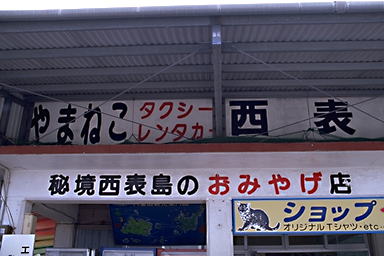 やまねこ タクシー レンタカー 西表
秘境西表島のおみやげ店
ショップ
オリジナルTシャツ・etc
エ